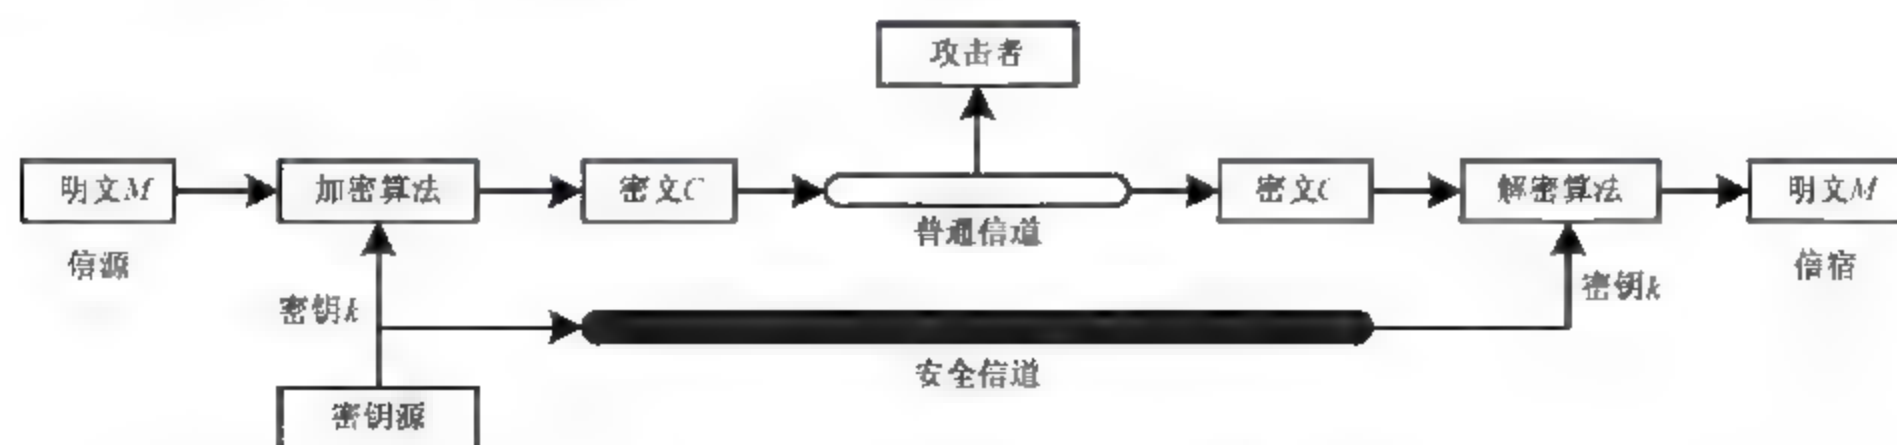 攻击者
明文M
加密算法
密文C
密文C
解密算法
明文M
普通信道
信源
信宿
密钥k
密钥k
安全信道
密钥源